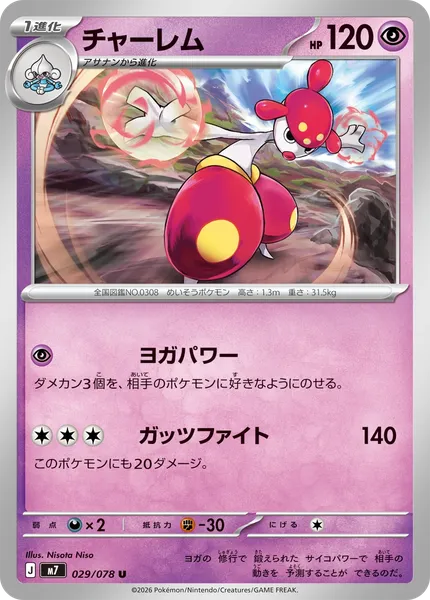 1進化
チャーレム
HP 120
アサナンから進化
全国図鑑NO.0308 めいそうポケモン 高さ:1.3m 重さ:31.5kg
ヨガパワー
ダメカン3個を、相手のポケモンに好きなようにのせる。
ガッツファイト 140
このポケモンにも20ダメージ。
弱点 ×2 抵抗力 -30 にげる
Illus. Nisota Niso
J m7 029/078 U
ヨガの 修行で 鍛えられた サイコパワーで 相手の
動きを 予測することが できる。
©2026 Pokémon/Nintendo/Creatures/GAME FREAK.